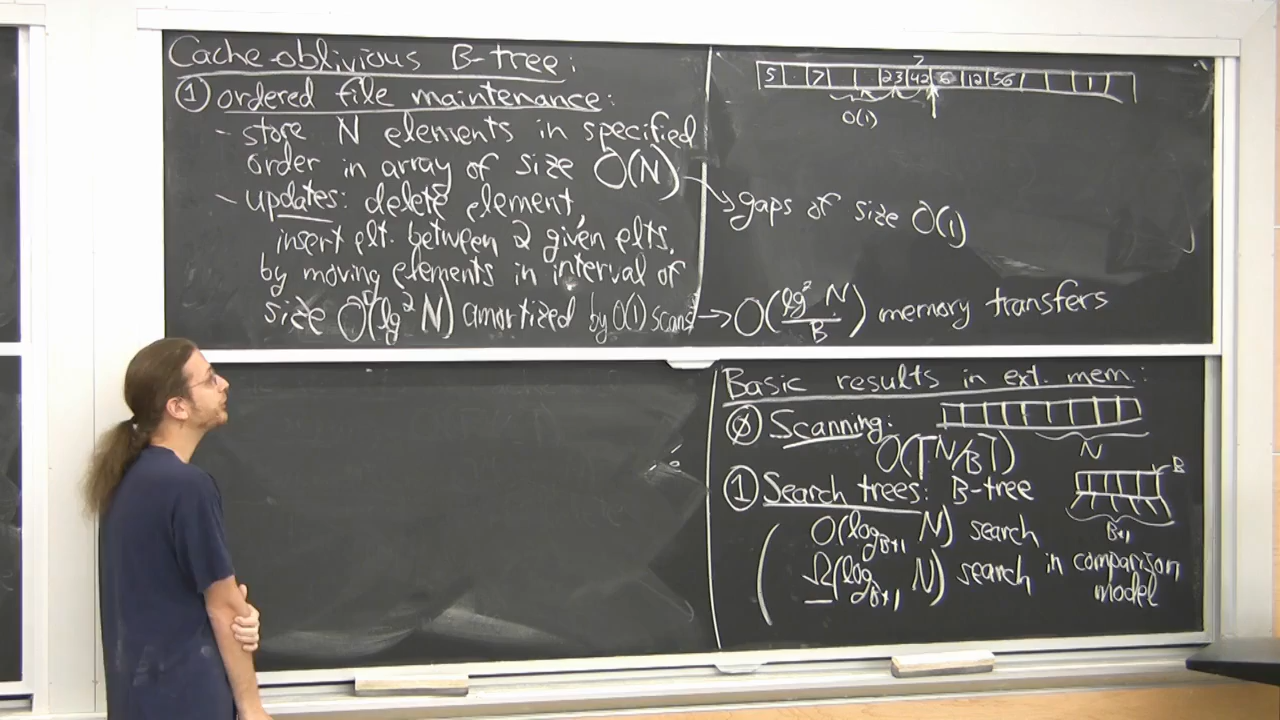 Cache-oblivious B-tree:
① ordered file maintenance:
- store N elements in specified
order in array of size O(N)
- updates: delete element,
insert elt. between 2 given elts.
by moving elements in interval of
size O(lg² N) amortized by O(1) scans
7
5 7 23 42 6 12 56 1
O(1)
gaps of size O(1)
→ O(lg² N / B) memory transfers
Basic results in ext. mem.:
⓪ Scanning:
N
O(⌈N/B⌉)
① Search trees: B-tree
B
B+1
O(log_{B+1} N) search
Ω(log_{B+1} N) search in comparison
model